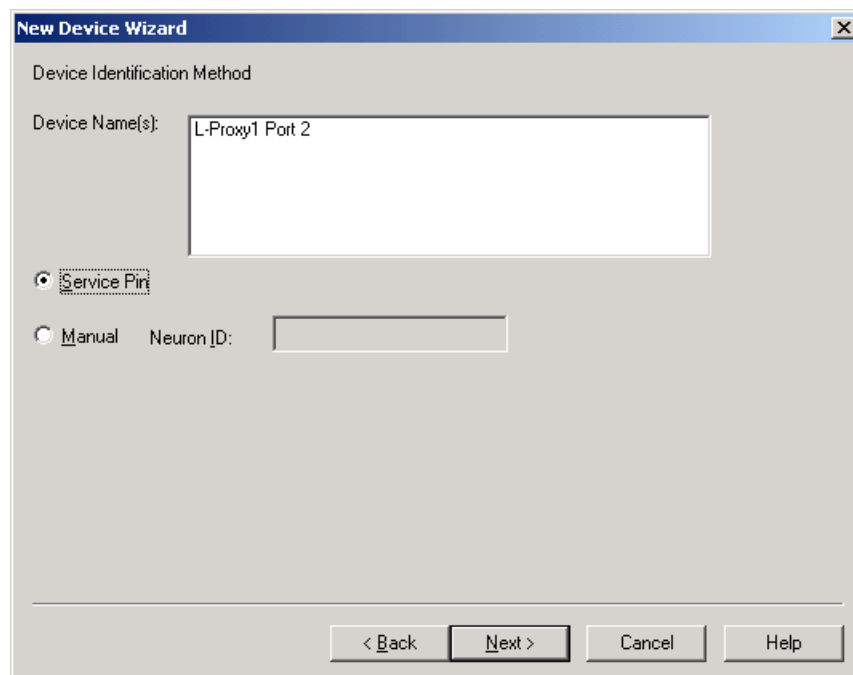 New Device Wizard
Device Identification Method
Device Name(s):
L-Proxy1 Port 2
Service Pin
Manual Neuron ID:
< Back Next > Cancel Help